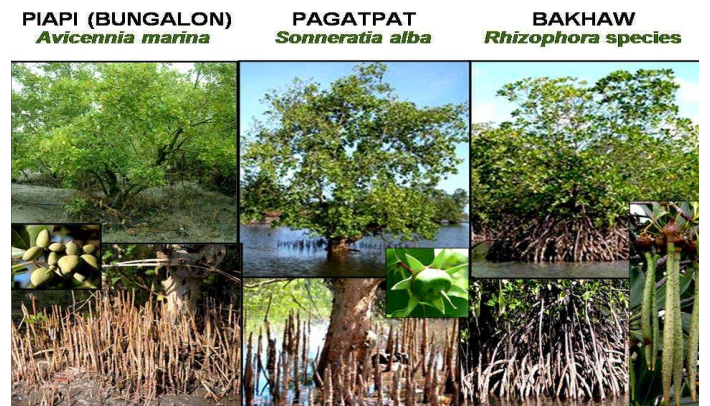 PIAPI (BUNGALON)
Avicennia marina
PAGATPAT
Sonneratia alba
BAKHAW
Rhizophora species